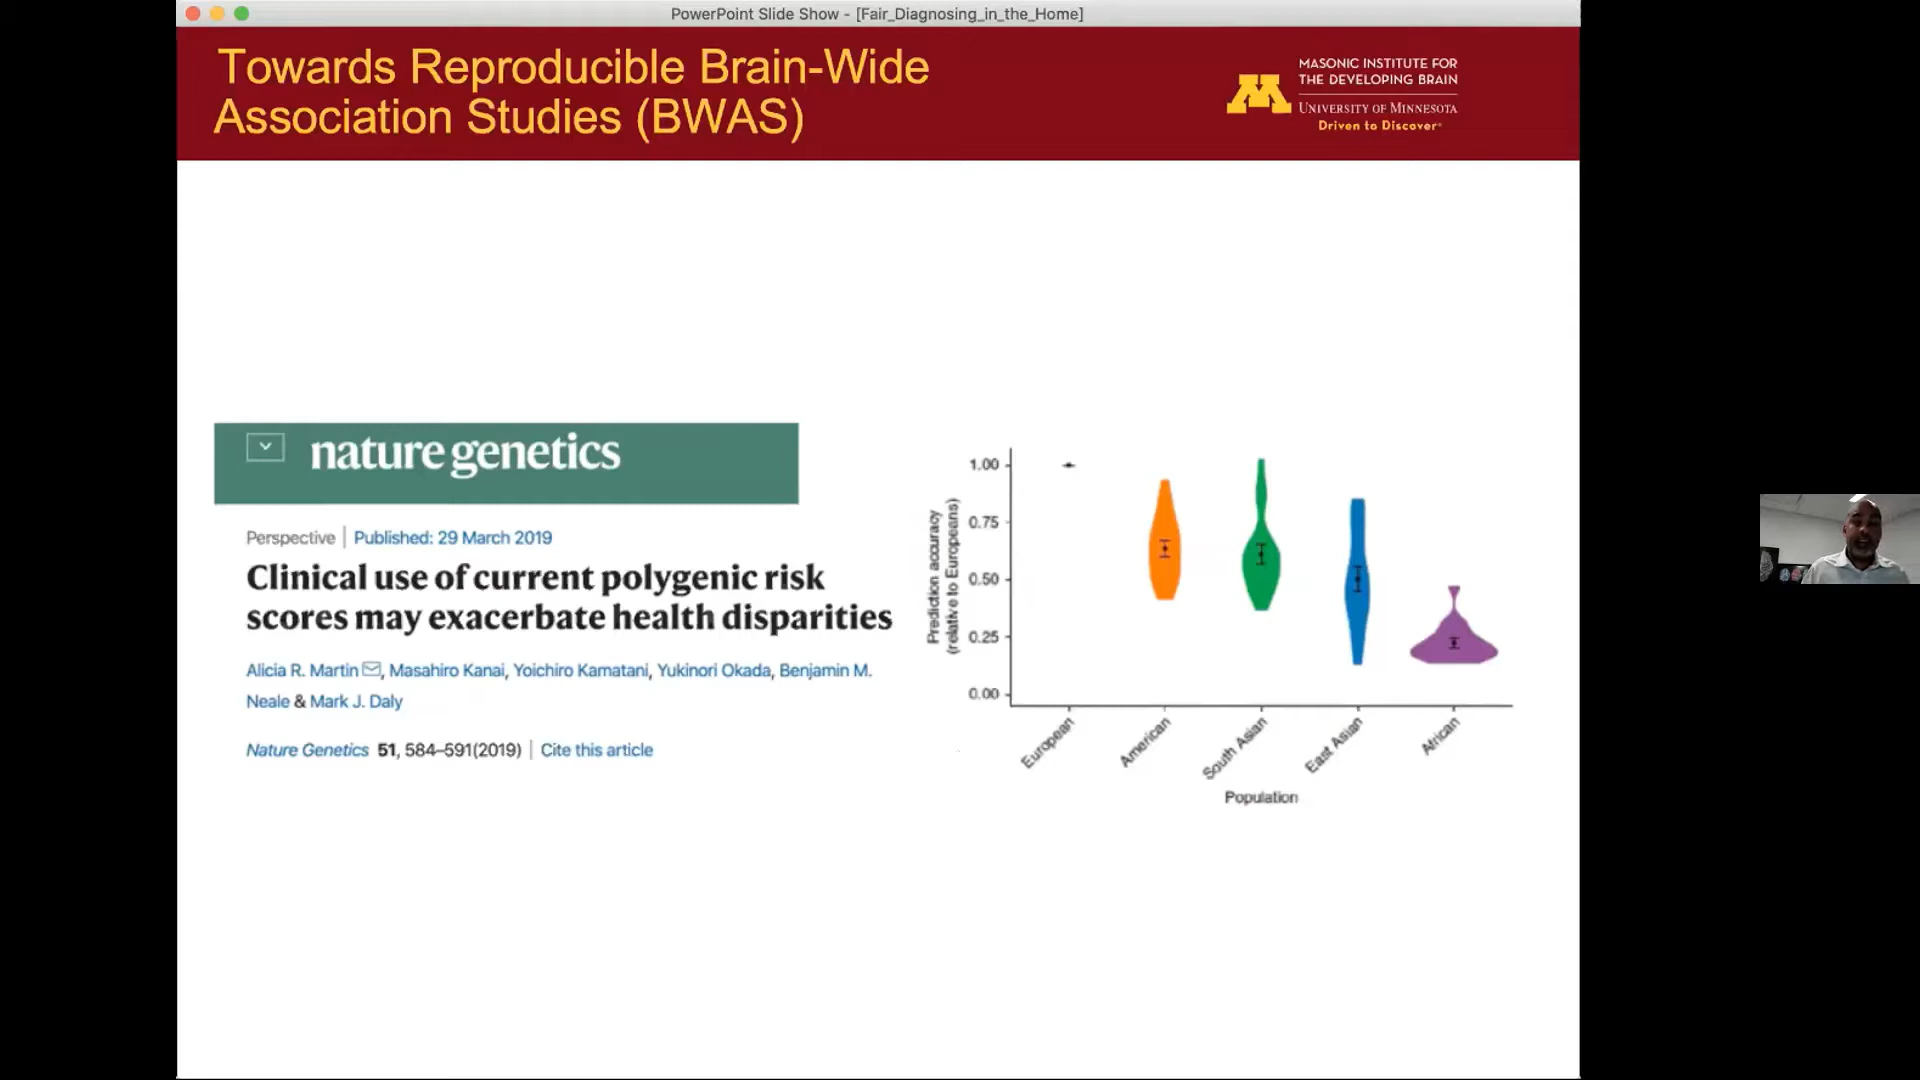 PowerPoint Slide Show - [Fair_Diagnosing_in_the_Home]
Towards Reproducible Brain-Wide
Association Studies (BWAS)
MASONIC INSTITUTE FOR
THE DEVELOPING BRAIN
UNIVERSITY OF MINNESOTA
Driven to Discover®
nature genetics
Perspective | Published: 29 March 2019
Clinical use of current polygenic risk
scores may exacerbate health disparities
Alicia R. Martin, Masahiro Kanai, Yoichiro Kamatani, Yukinori Okada, Benjamin M.
Neale & Mark J. Daly
Nature Genetics 51, 584–591(2019) | Cite this article
Prediction accuracy
(relative to Europeans)
1.00
0.75
0.50
0.25
0.00
European
American
South Asian
East Asian
African
Population